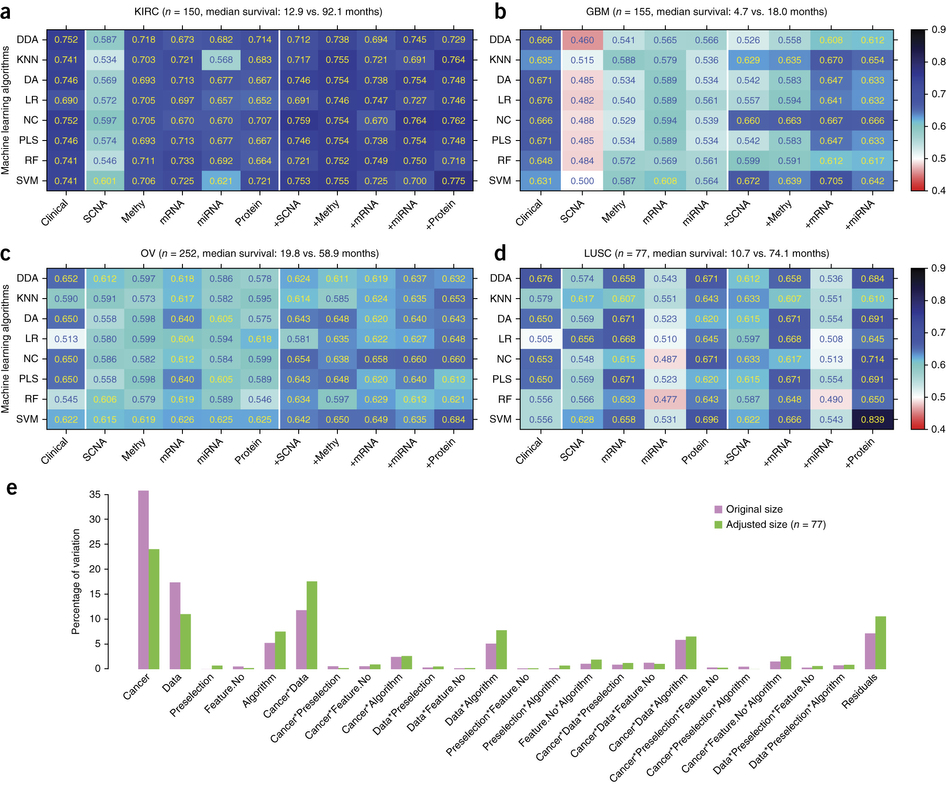 a
KIRC (n = 150, median survival: 12.9 vs. 92.1 months)
Machine learning algorithms
DDA 0.752 0.587 0.718 0.673 0.682 0.714 0.712 0.738 0.694 0.745 0.729
KNN 0.741 0.534 0.703 0.721 0.568 0.683 0.717 0.755 0.721 0.691 0.764
DA 0.746 0.569 0.693 0.713 0.677 0.667 0.746 0.754 0.738 0.754 0.748
LR 0.690 0.572 0.705 0.697 0.657 0.652 0.691 0.746 0.747 0.727 0.746
NC 0.752 0.597 0.705 0.670 0.670 0.707 0.759 0.754 0.670 0.764 0.762
PLS 0.746 0.574 0.693 0.713 0.677 0.667 0.746 0.754 0.738 0.754 0.748
RF 0.741 0.546 0.711 0.733 0.692 0.664 0.721 0.752 0.749 0.750 0.718
SVM 0.741 0.601 0.706 0.725 0.621 0.721 0.753 0.755 0.725 0.700 0.775
Clinical SCNA Methy mRNA miRNA Protein +SCNA +Methy +mRNA +miRNA +Protein
b
GBM (n = 155, median survival: 4.7 vs. 18.0 months)
DDA 0.666 0.460 0.541 0.565 0.566 0.526 0.558 0.608 0.612
KNN 0.635 0.515 0.588 0.579 0.536 0.629 0.635 0.670 0.654
DA 0.671 0.485 0.534 0.589 0.562 0.542 0.586 0.647 0.633
LR 0.676 0.482 0.540 0.589 0.561 0.557 0.594 0.641 0.632
NC 0.668 0.488 0.529 0.594 0.539 0.660 0.663 0.667 0.666
PLS 0.671 0.485 0.534 0.589 0.562 0.542 0.583 0.647 0.633
RF 0.648 0.484 0.572 0.569 0.561 0.599 0.591 0.612 0.617
SVM 0.631 0.500 0.587 0.608 0.564 0.672 0.639 0.705 0.642
Clinical SCNA Methy mRNA miRNA +SCNA +Methy +mRNA +miRNA
0.9
0.8
0.7
0.6
0.5
0.4
c
OV (n = 252, median survival: 19.8 vs. 58.9 months)
Machine learning algorithms
DDA 0.652 0.612 0.597 0.618 0.586 0.578 0.624 0.611 0.619 0.637 0.632
KNN 0.590 0.591 0.573 0.617 0.582 0.595 0.614 0.585 0.624 0.635 0.653
DA 0.650 0.558 0.598 0.640 0.605 0.575 0.643 0.648 0.620 0.640 0.643
LR 0.513 0.580 0.599 0.604 0.594 0.618 0.581 0.635 0.612 0.627 0.648
NC 0.650 0.586 0.582 0.612 0.584 0.599 0.654 0.638 0.658 0.660 0.660
PLS 0.650 0.558 0.598 0.640 0.605 0.589 0.643 0.648 0.620 0.640 0.613
RF 0.545 0.606 0.579 0.619 0.589 0.546 0.634 0.597 0.629 0.613 0.621
SVM 0.622 0.615 0.619 0.626 0.626 0.625 0.642 0.650 0.649 0.635 0.684
Clinical SCNA Methy mRNA miRNA Protein +SCNA +Methy +mRNA +miRNA +Protein
d
LUSC (n = 77, median survival: 10.7 vs. 74.1 months)
DDA 0.676 0.574 0.658 0.543 0.671 0.612 0.658 0.536 0.684
KNN 0.579 0.617 0.607 0.551 0.643 0.633 0.607 0.551 0.610
DA 0.650 0.569 0.671 0.523 0.620 0.615 0.671 0.554 0.691
LR 0.505 0.656 0.668 0.510 0.645 0.597 0.668 0.508 0.645
NC 0.653 0.548 0.615 0.487 0.671 0.633 0.617 0.513 0.714
PLS 0.650 0.569 0.671 0.523 0.620 0.615 0.671 0.554 0.691
RF 0.556 0.566 0.633 0.477 0.643 0.587 0.648 0.490 0.650
SVM 0.556 0.628 0.658 0.531 0.696 0.622 0.666 0.543 0.839
Clinical SCNA mRNA miRNA Protein +SCNA +mRNA +miRNA +Protein
0.9
0.8
0.7
0.6
0.5
0.4
e
Percentage of variation
35
30
25
20
15
10
5
0
Original size
Adjusted size (n = 77)
Cancer
Data
Preselection
Feature.No
Algorithm
Cancer*Data
Cancer*Preselection
Cancer*Feature.No
Cancer*Algorithm
Data*Preselection
Data*Feature.No
Data*Algorithm
Preselection*Feature.No
Preselection*Algorithm
Feature.No*Algorithm
Cancer*Data*Preselection
Cancer*Data*Feature.No
Cancer*Data*Algorithm
Cancer*Preselection*Feature.No
Cancer*Preselection*Algorithm
Cancer*Feature.No*Algorithm
Data*Preselection*Feature.No
Data*Preselection*Algorithm
Residuals